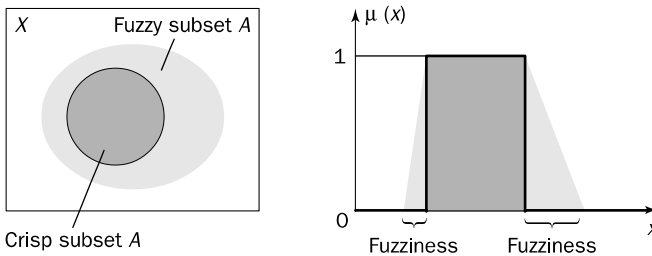 X
Fuzzy subset A
Crisp subset A
μ (x)
1
0
x
Fuzziness
Fuzziness